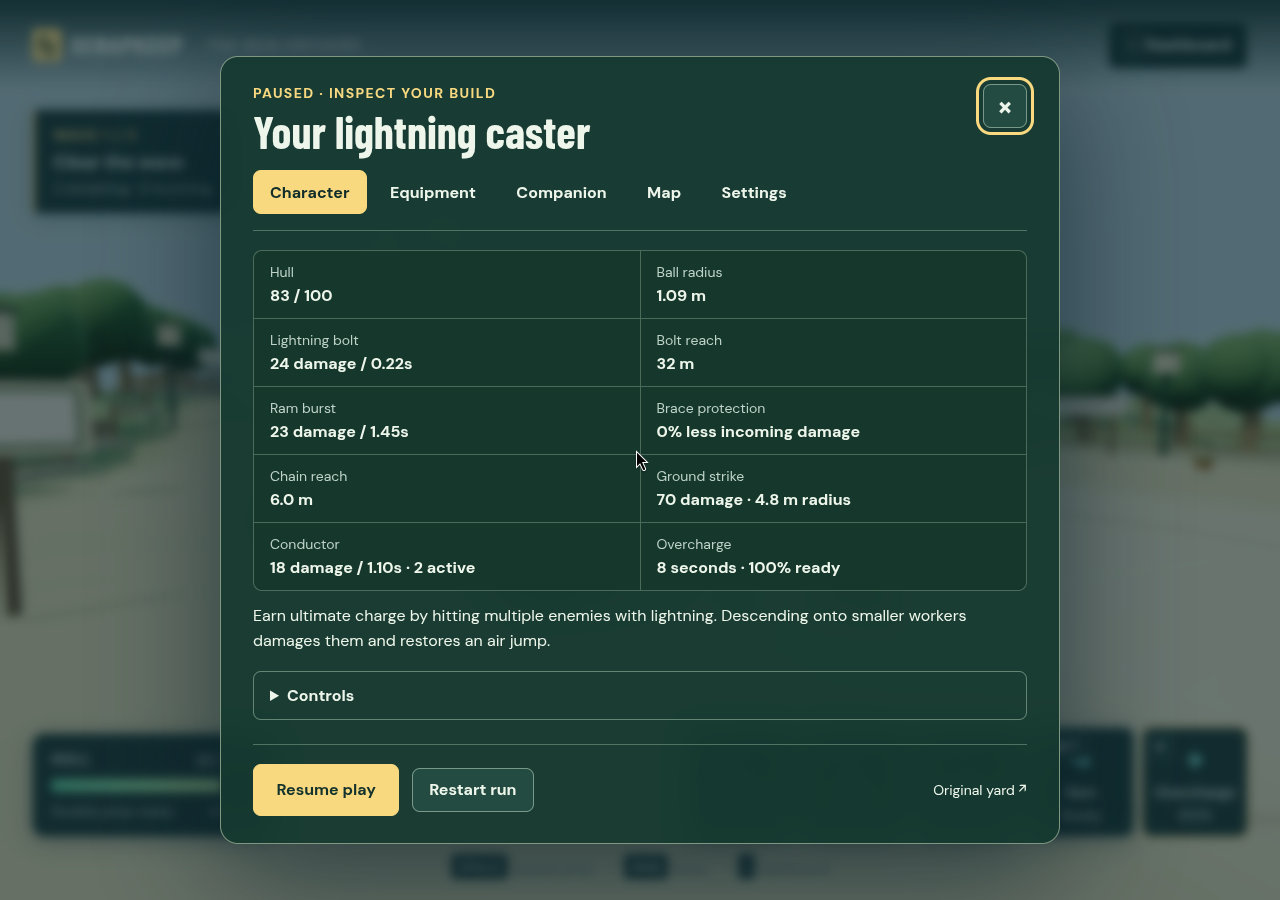 PAUSED · INSPECT YOUR BUILD
Your lightning caster
×
Character
Equipment
Companion
Map
Settings
Hull
83 / 100
Ball radius
1.09 m
Lightning bolt
24 damage / 0.22s
Bolt reach
32 m
Ram burst
23 damage / 1.45s
Brace protection
0% less incoming damage
Chain reach
6.0 m
Ground strike
70 damage · 4.8 m radius
Conductor
18 damage / 1.10s · 2 active
Overcharge
8 seconds · 100% ready
Earn ultimate charge by hitting multiple enemies with lightning. Descending onto smaller workers
damages them and restores an air jump.
Controls
Resume play
Restart run
Original yard ↗